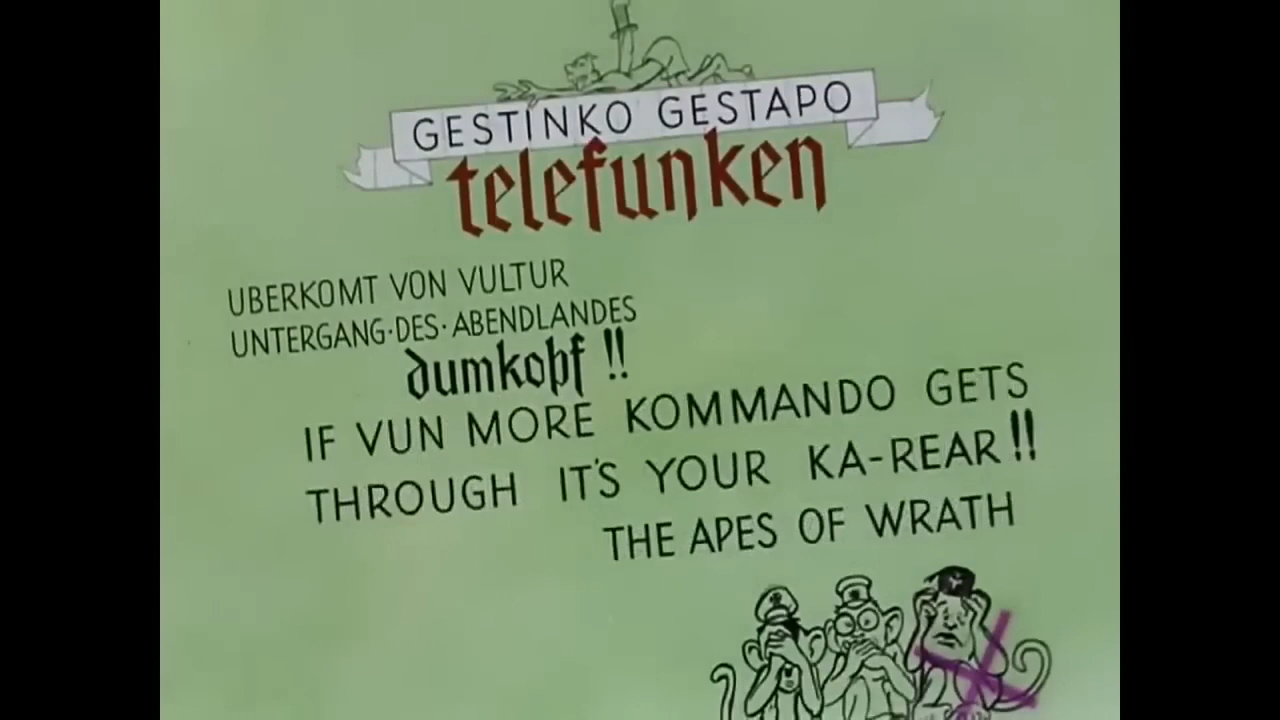 GESTINKO GESTAPO
telefunken
UBERKOMT VON VULTUR
UNTERGANG·DES·ABENDLANDES
dumkopf!!
IF VUN MORE KOMMANDO GETS
THROUGH IT'S YOUR KA-REAR!!
THE APES OF WRATH